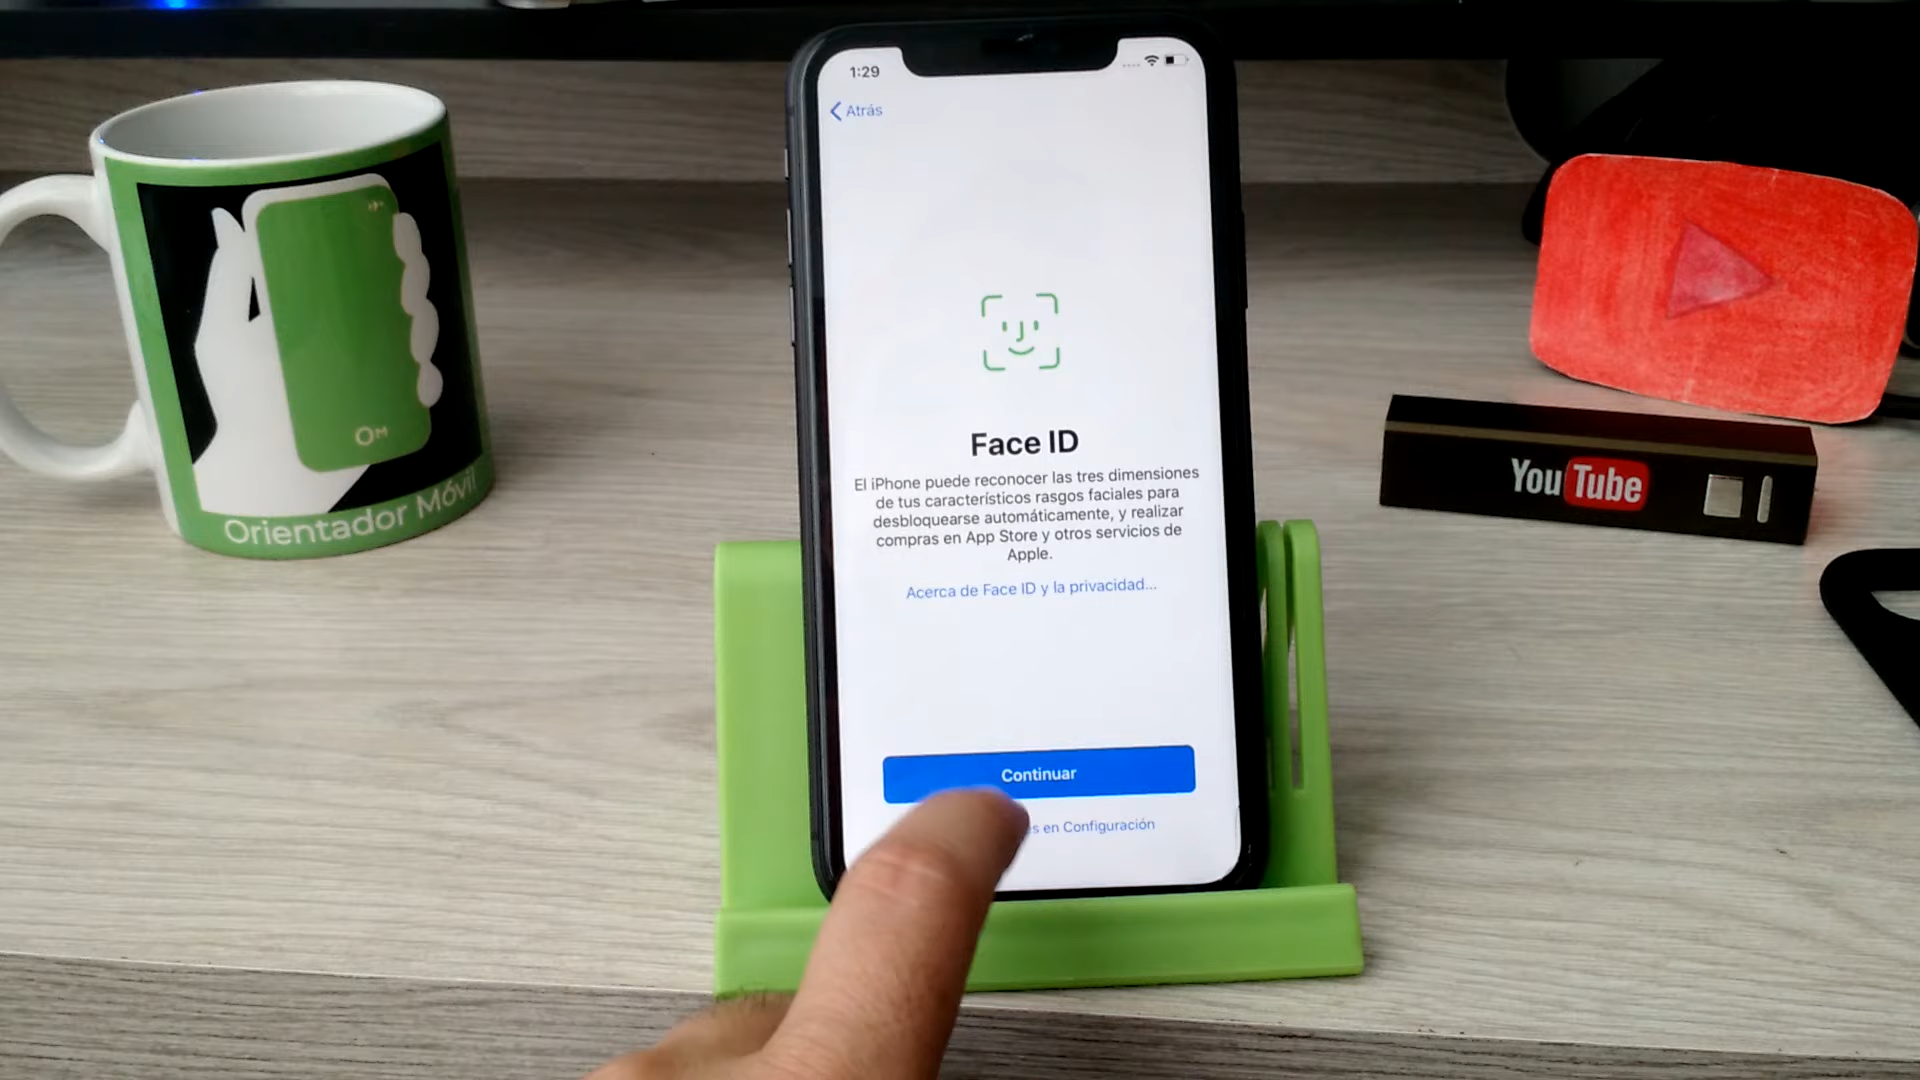 1:29
Atrás
Face ID
El iPhone puede reconocer las tres dimensiones
de tus característicos rasgos faciales para
desbloquearse automáticamente, y realizar
compras en App Store y otros servicios de
Apple.
Acerca de Face ID y la privacidad...
Continuar
en Configuración
OM
Orientador Móvil
YouTube